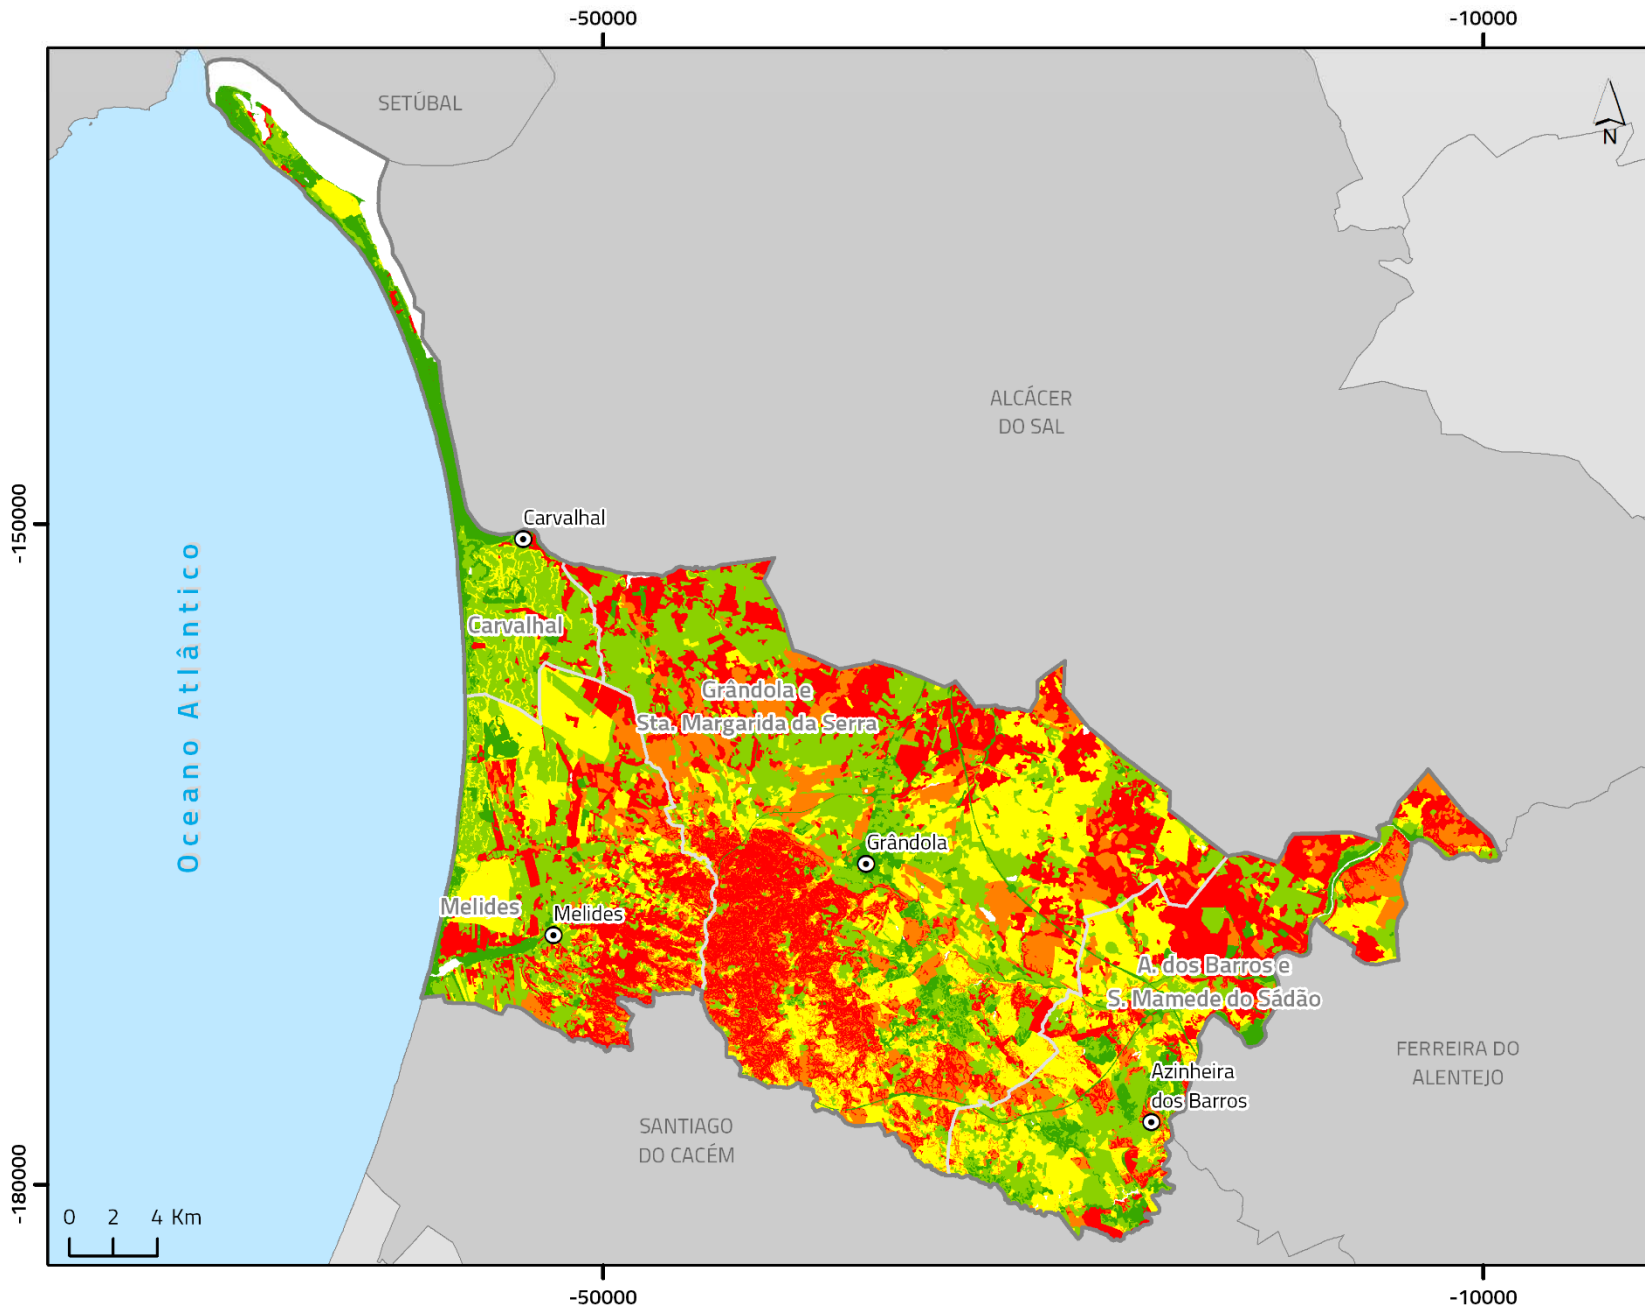 -50000
-10000
SETÚBAL
N
ALCÁCER
DO SAL
-150000
Carvalhal
Oceano Atlântico
Carvalhal
Grândola e
Sta. Margarida da Serra
Grândola
Melides
Melides
A. dos Barros e
S. Mamede do Sádão
FERREIRA DO
ALENTEJO
Azinheira
dos Barros
SANTIAGO
DO CACÉM
-180000
0 2 4 Km
-50000
-10000